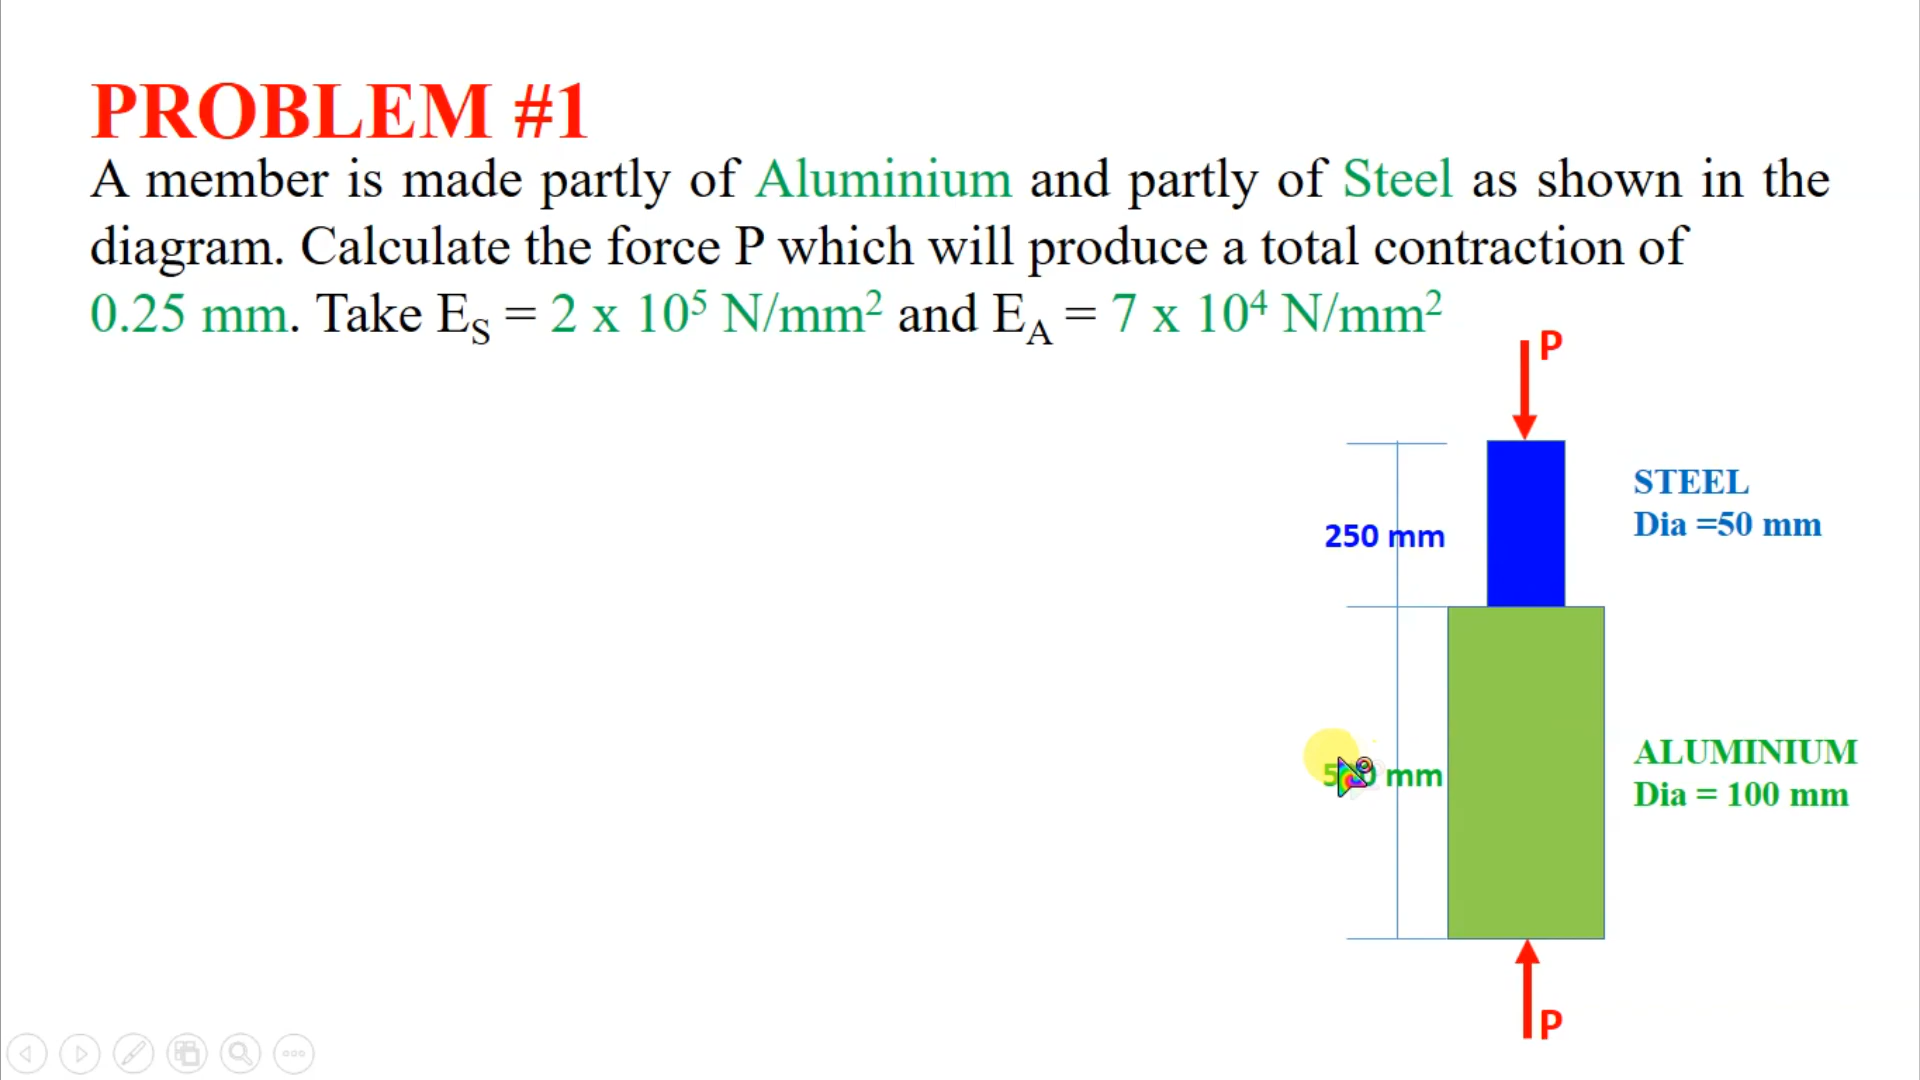 PROBLEM #1
A member is made partly of Aluminium and partly of Steel as shown in the
diagram. Calculate the force P which will produce a total contraction of
0.25 mm. Take E_S = 2 x 10⁵ N/mm² and E_A = 7 x 10⁴ N/mm²
P
STEEL
Dia =50 mm
250 mm
ALUMINIUM
Dia = 100 mm
mm
P